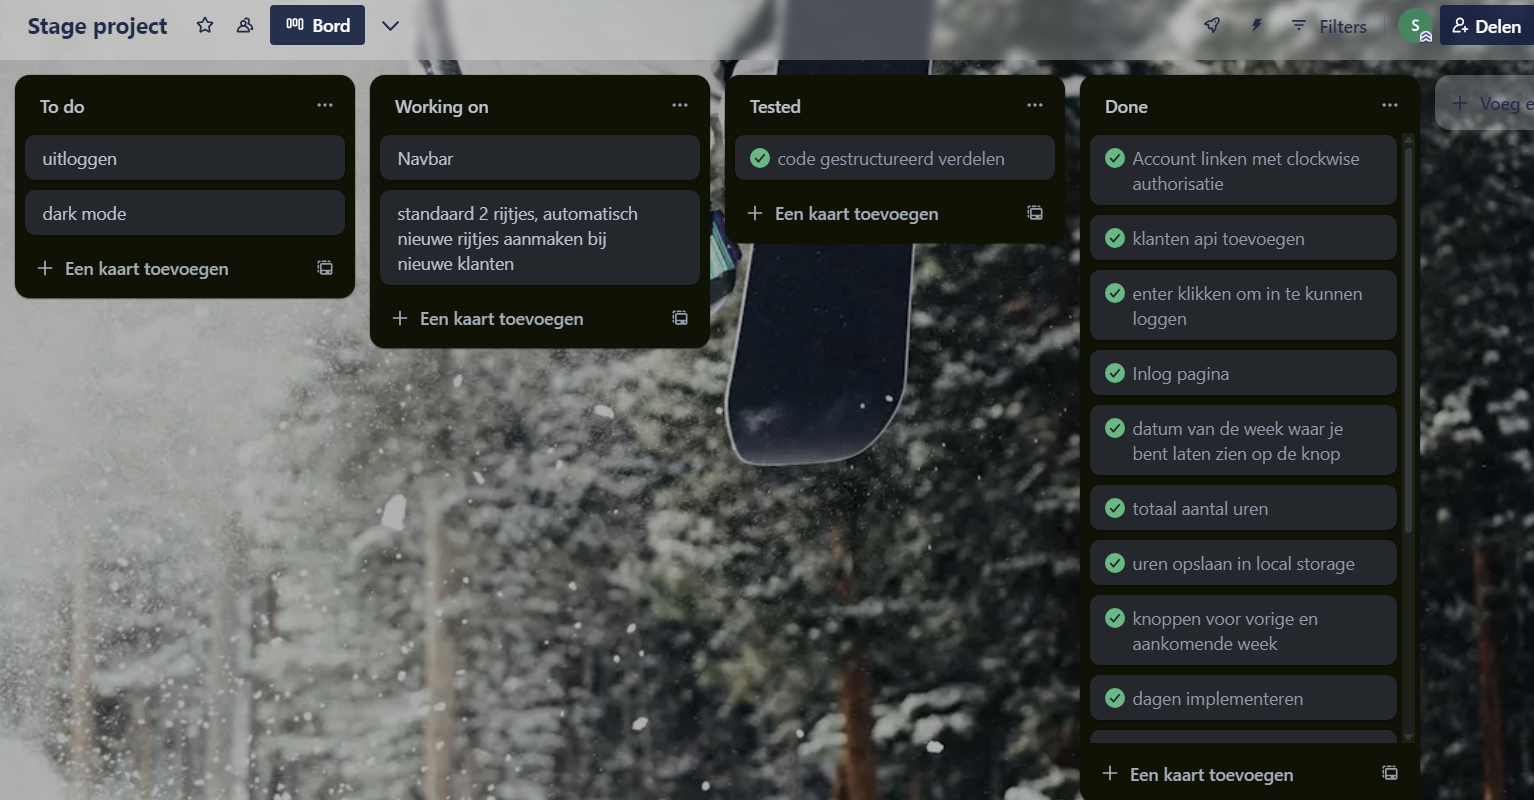 Stage project
Bord
Filters
S
Delen
To do
uitloggen
dark mode
Een kaart toevoegen
Working on
Navbar
standaard 2 rijtjes, automatisch
nieuwe rijtjes aanmaken bij
nieuwe klanten
Een kaart toevoegen
Tested
code gestructureerd verdelen
Een kaart toevoegen
Done
Account linken met clockwise
authorisatie
klanten api toevoegen
enter klikken om in te kunnen
loggen
Inlog pagina
datum van de week waar je
bent laten zien op de knop
totaal aantal uren
uren opslaan in local storage
knoppen voor vorige en
aankomende week
dagen implementeren
Een kaart toevoegen
Voeg e